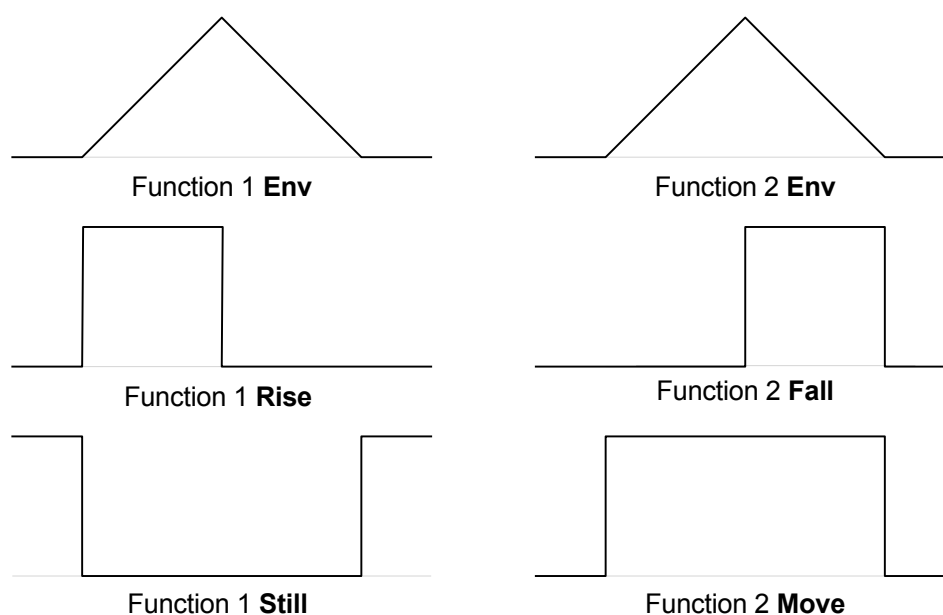 Function 1 Env
Function 2 Env
Function 1 Rise
Function 2 Fall
Function 1 Still
Function 2 Move